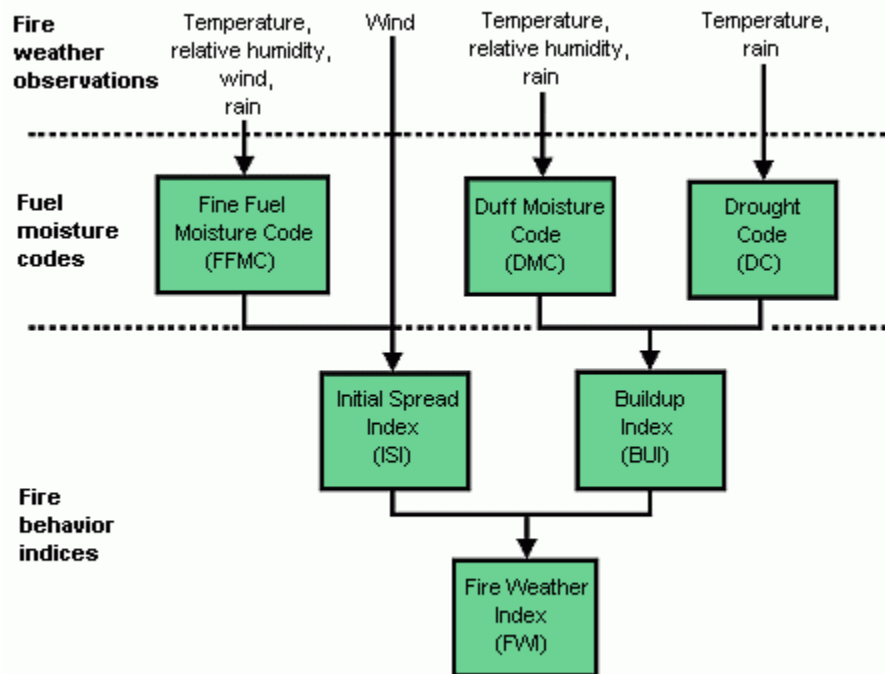 Fire
weather
observations
Temperature,
relative humidity,
wind,
rain
Wind
Temperature,
relative humidity,
rain
Temperature,
rain
Fuel
moisture
codes
Fine Fuel
Moisture Code
(FFMC)
Duff Moisture
Code
(DMC)
Drought
Code
(DC)
Initial Spread
Index
(ISI)
Buildup
Index
(BUI)
Fire
behavior
indices
Fire Weather
Index
(FWI)